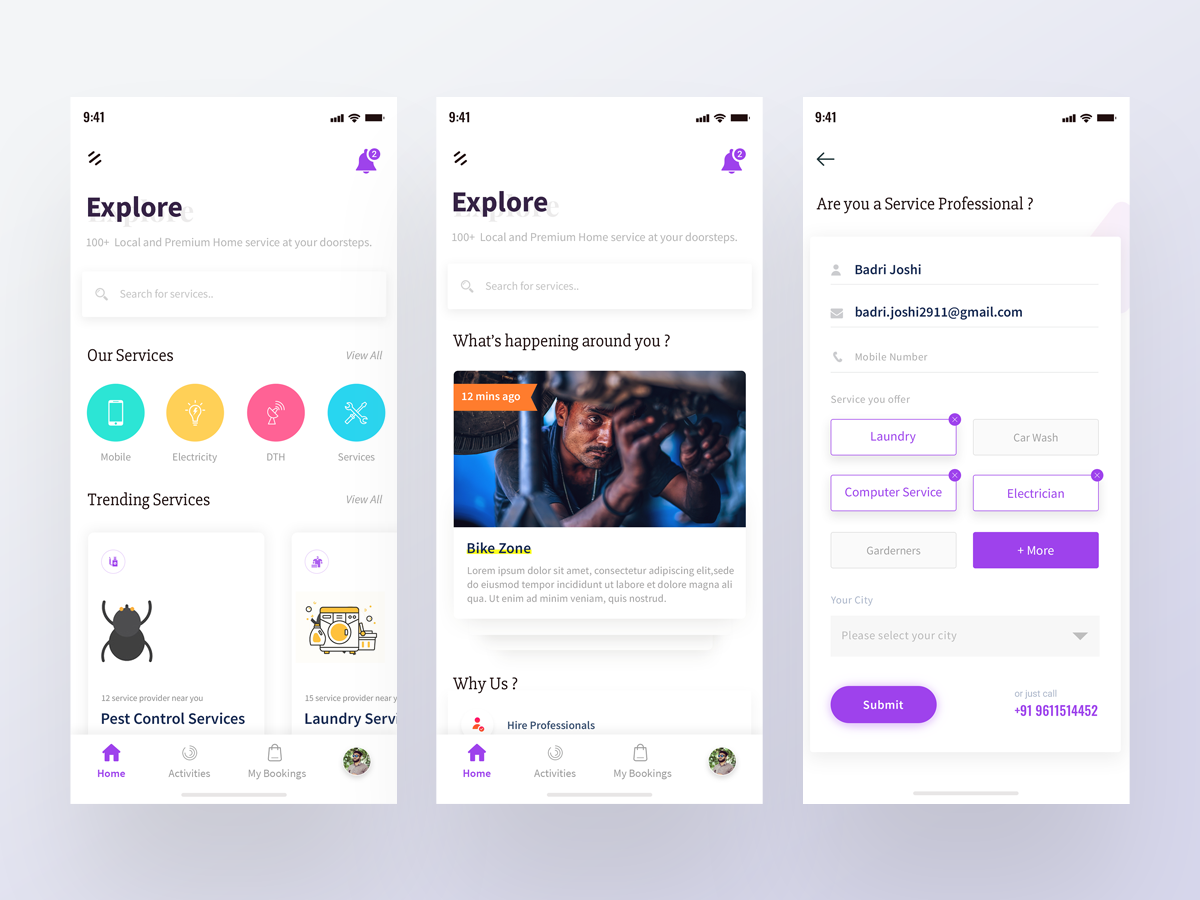 9:41
2
Explore
100+ Local and Premium Home service at your doorsteps.
Search for services..
Our Services
View All
Mobile
Electricity
DTH
Services
Trending Services
View All
12 service provider near you
Pest Control Services
15 service provider near
Laundry Servi
Home
Activities
My Bookings
9:41
2
Explore
100+ Local and Premium Home service at your doorsteps.
Search for services..
What's happening around you ?
12 mins ago
Bike Zone
Lorem ipsum dolor sit amet, consectetur adipiscing elit,sede
do eiusmod tempor incididunt ut labore et dolore magna ali
qua. Ut enim ad minim veniam, quis nostrud.
Why Us ?
Hire Professionals
Home
Activities
My Bookings
9:41
Are you a Service Professional ?
Badri Joshi
badri.joshi2911@gmail.com
Mobile Number
Service you offer
Laundry
Car Wash
Computer Service
Electrician
Garderners
+ More
Your City
Please select your city
Submit
or just call
+91 9611514452